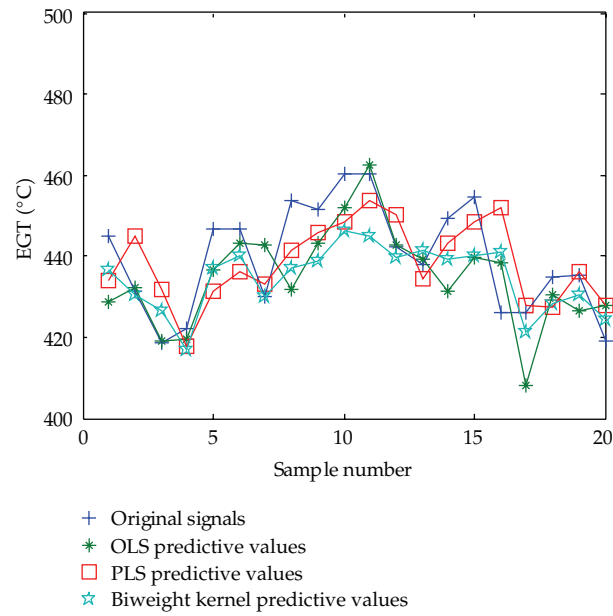 500
480
460
440
420
400
EGT (°C)
0
5
10
15
20
Sample number
Original signals
OLS predictive values
PLS predictive values
Biweight kernel predictive values